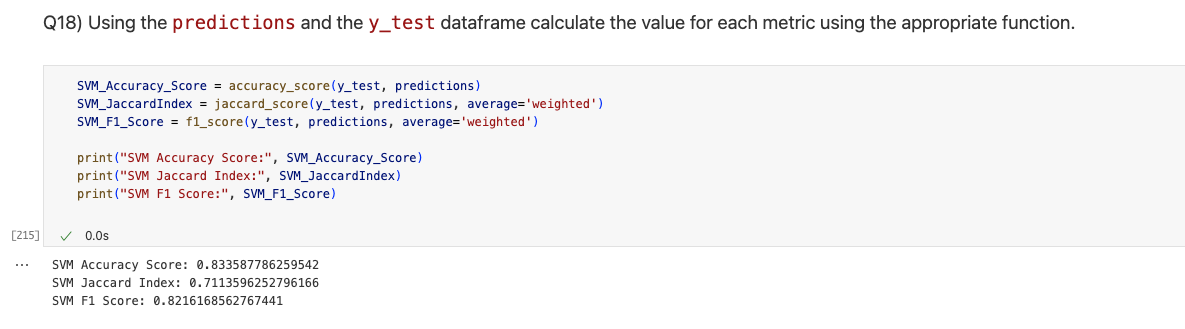 Q18) Using the predictions and the y_test dataframe calculate the value for each metric using the appropriate function.
SVM_Accuracy_Score = accuracy_score(y_test, predictions)
SVM_JaccardIndex = jaccard_score(y_test, predictions, average='weighted')
SVM_F1_Score = f1_score(y_test, predictions, average='weighted')
print("SVM Accuracy Score:", SVM_Accuracy_Score)
print("SVM Jaccard Index:", SVM_JaccardIndex)
print("SVM F1 Score:", SVM_F1_Score)
[215] ✓ 0.0s
... SVM Accuracy Score: 0.833587786259542
SVM Jaccard Index: 0.7113596252796166
SVM F1 Score: 0.8216168562767441